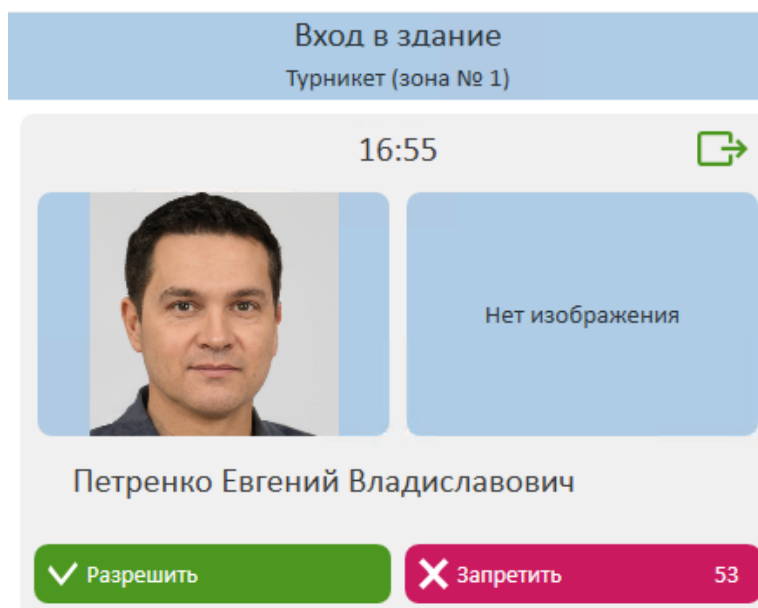 Вход в здание
Турникет (зона № 1)
16:55
Нет изображения
Петренко Евгений Владиславович
Разрешить
Запретить 53